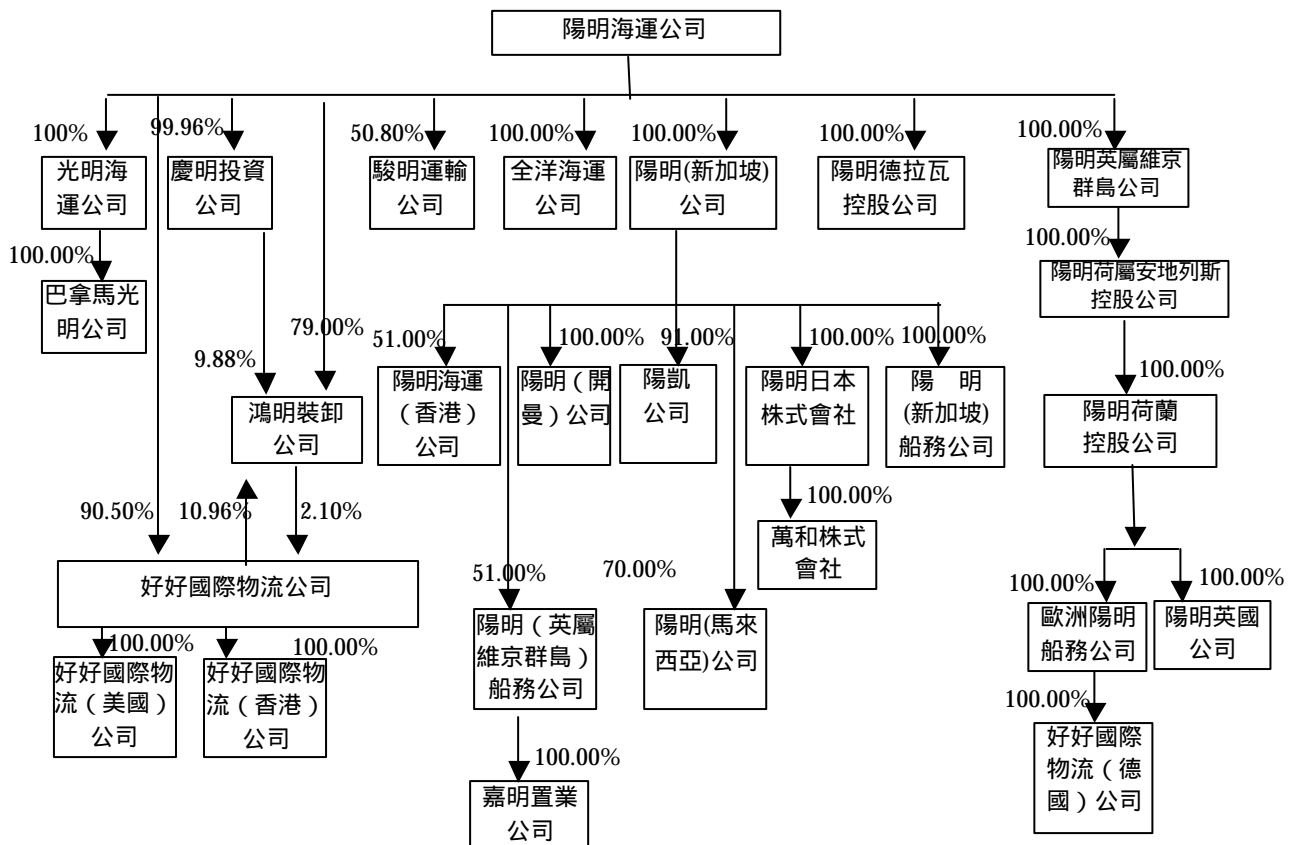 陽明海運公司
100%
99.96%
50.80%
100.00%
100.00%
100.00%
100.00%
光明海
運公司
慶明投資
公司
駿明運輸
公司
全洋海運
公司
陽明(新加坡)
公司
陽明德拉瓦
控股公司
陽明英屬維京
群島公司
100.00%
100.00%
巴拿馬光
明公司
陽明荷屬安地列斯
控股公司
79.00%
9.88%
51.00%
100.00%
91.00%
100.00%
100.00%
100.00%
鴻明裝卸
公司
陽明海運
（香港）
公司
陽明（開
曼）公司
陽凱
公司
陽明日本
株式會社
陽　明
(新加坡)
船務公司
陽明荷蘭
控股公司
90.50%
10.96%
2.10%
100.00%
萬和株式
會社
好好國際物流公司
51.00%
70.00%
100.00%
100.00%
陽明（英屬
維京群島）
船務公司
陽明(馬來
西亞)公司
歐洲陽明
船務公司
陽明英國
公司
100.00%
100.00%
好好國際物
流（美國）
公司
好好國際物
流（香港）
公司
100.00%
100.00%
嘉明置業
公司
好好國際
物流（德
國）公司